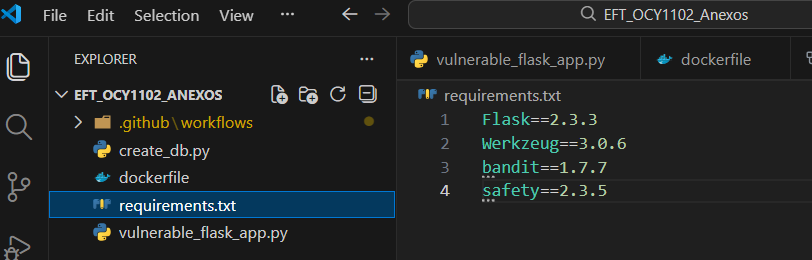 File Edit Selection View ... EFT_OCY1102_Anexos
EXPLORER ...
vulnerable_flask_app.py dockerfile
EFT_OCY1102_ANEXOS
requirements.txt
.github\workflows
1 Flask==2.3.3
create_db.py
2 Werkzeug==3.0.6
dockerfile
3 bandit==1.7.7
requirements.txt
4 safety==2.3.5
vulnerable_flask_app.py